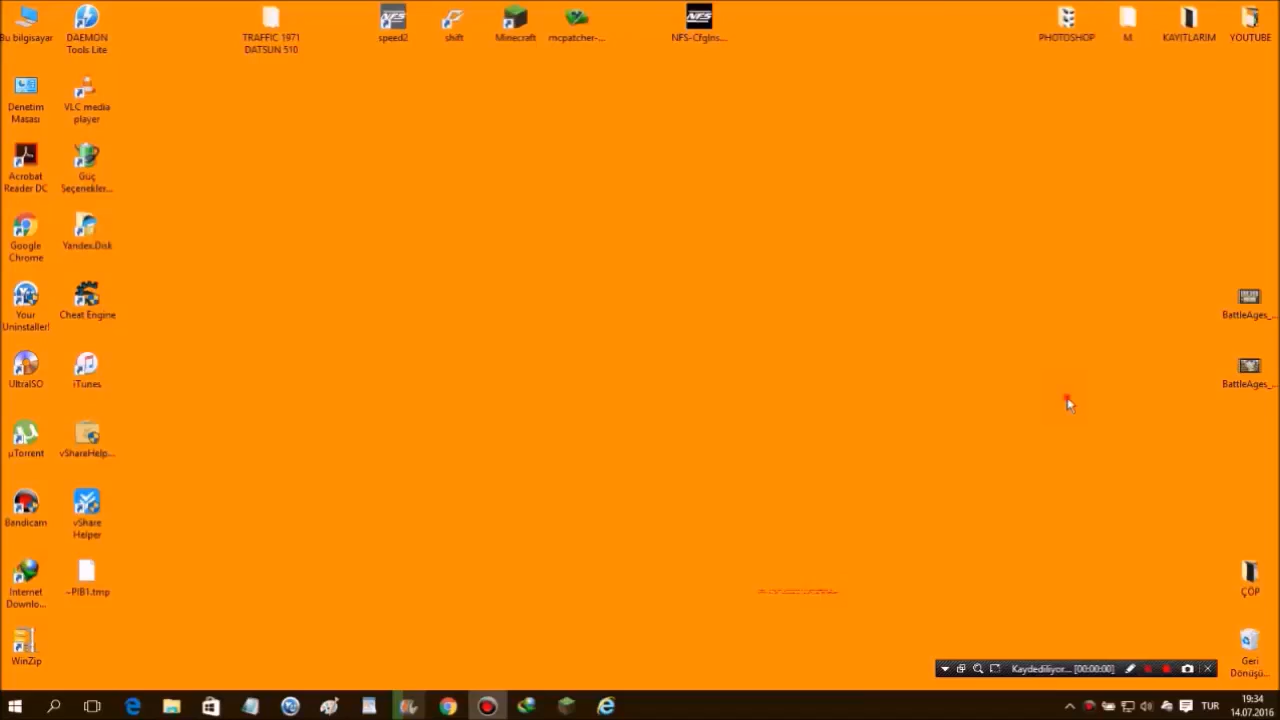 Bu bilgisayar
DAEMON
Tools Lite
TRAFFIC 1971
DATSUN 510
speed2
shift
Minecraft
mcpatcher-...
NFS-CfgIns...
PHOTOSHOP
M
KAYITLARIM
YOUTUBE
Denetim
Masası
VLC media
player
Acrobat
Reader DC
Güç
Seçenekler...
Google
Chrome
Yandex.Disk
Your
Uninstaller!
Cheat Engine
BattleAges_...
UltraISO
iTunes
BattleAges_...
µTorrent
vShareHelp...
Bandicam
vShare
Helper
Internet
Downlo...
~PIB1.tmp
ÇÖP
WinZip
Geri
Dönüşü...
Kaydediliyor... [00:00:00]
TUR
19:34
14.07.2016